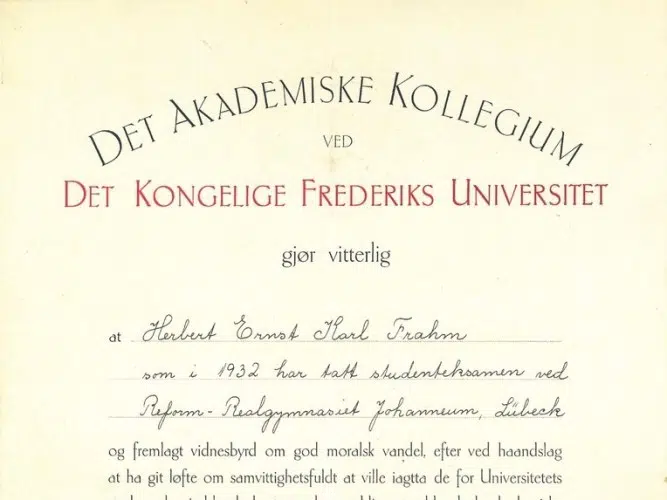 DET AKADEMISKE KOLLEGIUM
VED
DET KONGELIGE FREDERIKS UNIVERSITET
gjør vitterlig
at Herbert Ernst Karl Frahm
som i 1932 har tatt studenteksamen ved
Reform-Realgymnasiet Johanneum, Lübeck
og fremlagt vidnesbyrd om god moralsk vandel, efter ved haandslag
at ha git løfte om samvittighetsfuldt at ville iagtta de for Universitetets